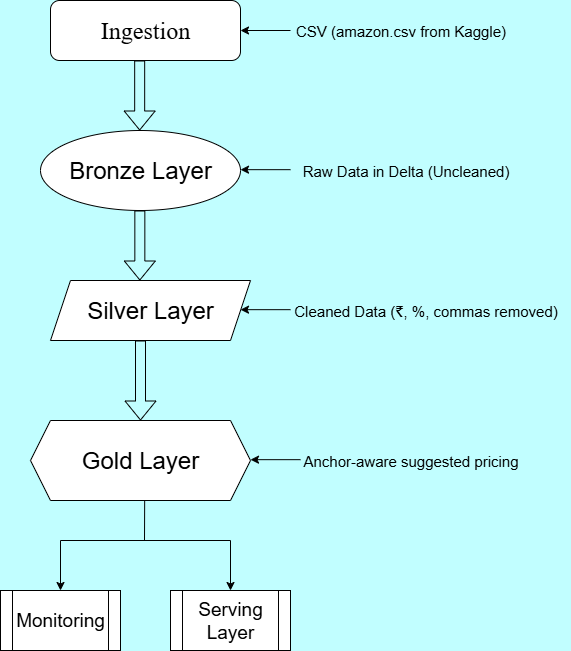 Ingestion
CSV (amazon.csv from Kaggle)
Bronze Layer
Raw Data in Delta (Uncleaned)
Silver Layer
Cleaned Data (₹, %, commas removed)
Gold Layer
Anchor-aware suggested pricing
Monitoring
Serving
Layer